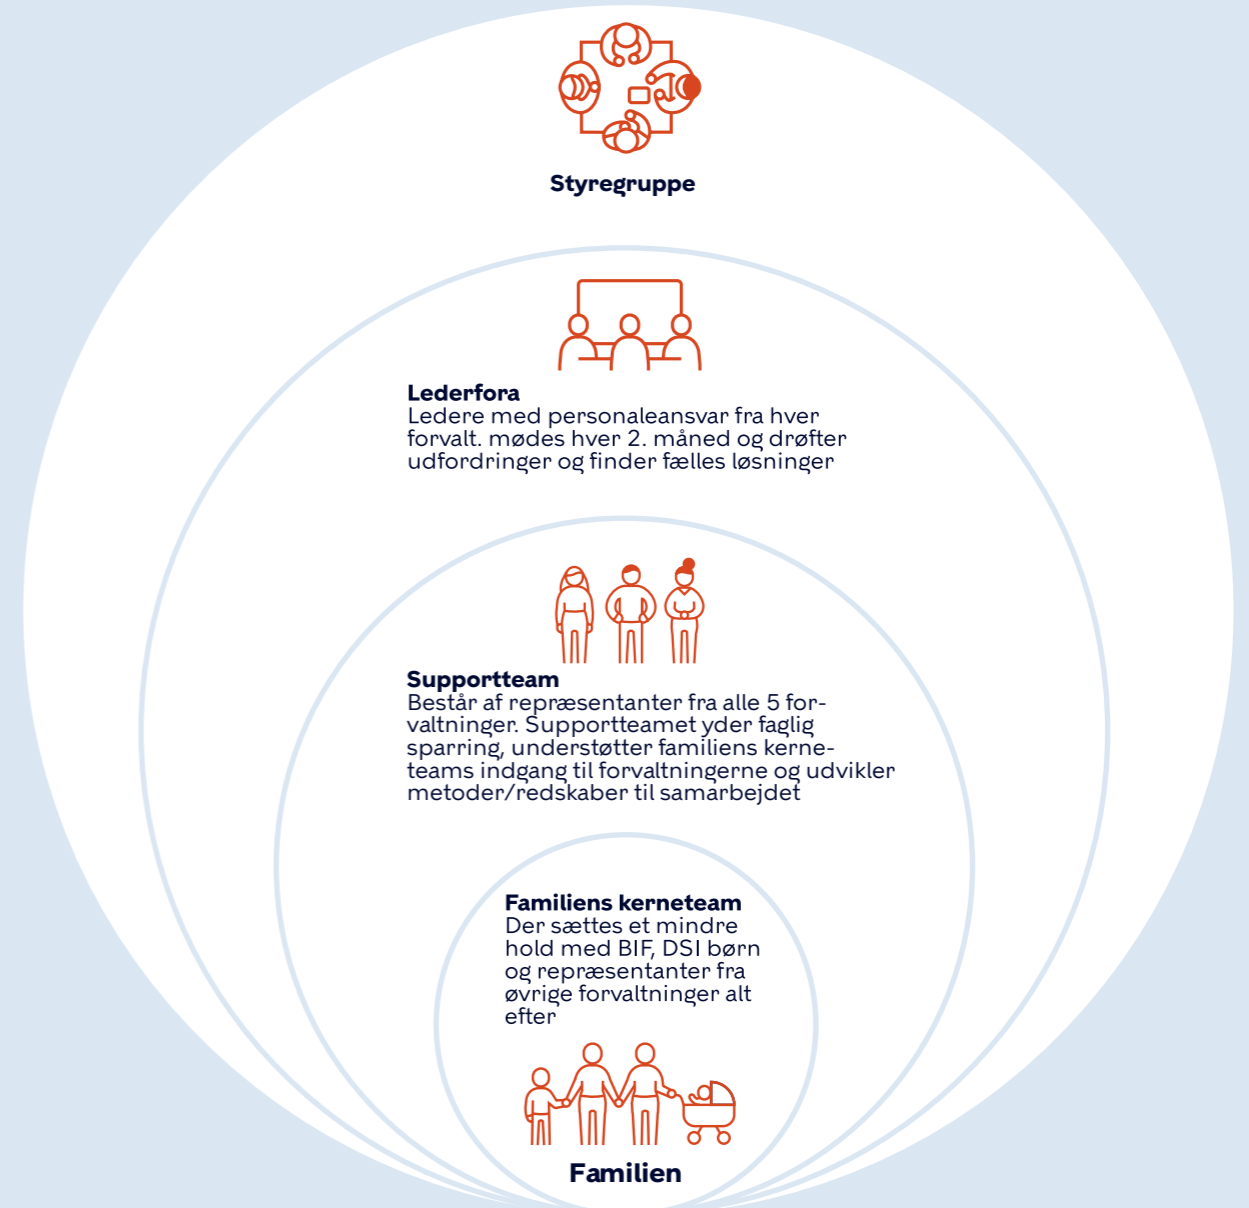 Styregruppe
Lederfora
Ledere med personaleansvar fra hver
forvalt. mødes hver 2. måned og drøfter
udfordringer og finder fælles løsninger
Supportteam
Består af repræsentanter fra alle 5 for-
valtninger. Supportteamet yder faglig
sparring, understøtter familiens kerne-
teams indgang til forvaltningerne og udvikler
metoder/redskaber til samarbejdet
Familiens kerneteam
Der sættes et mindre
hold med BIF, DSI børn
og repræsentanter fra
øvrige forvaltninger alt
efter
Familien